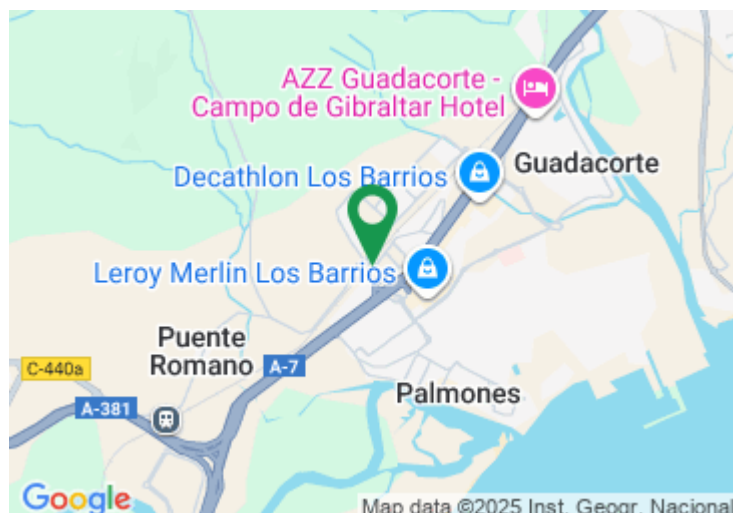 AZZ Guadacorte -
Campo de Gibraltar Hotel
Guadacorte
Decathlon Los Barrios
Leroy Merlin Los Barrios
Puente
Romano
A-7
C-440a
A-381
Palmones
Google
Map data ©2025 Inst. Geogr. Nacional